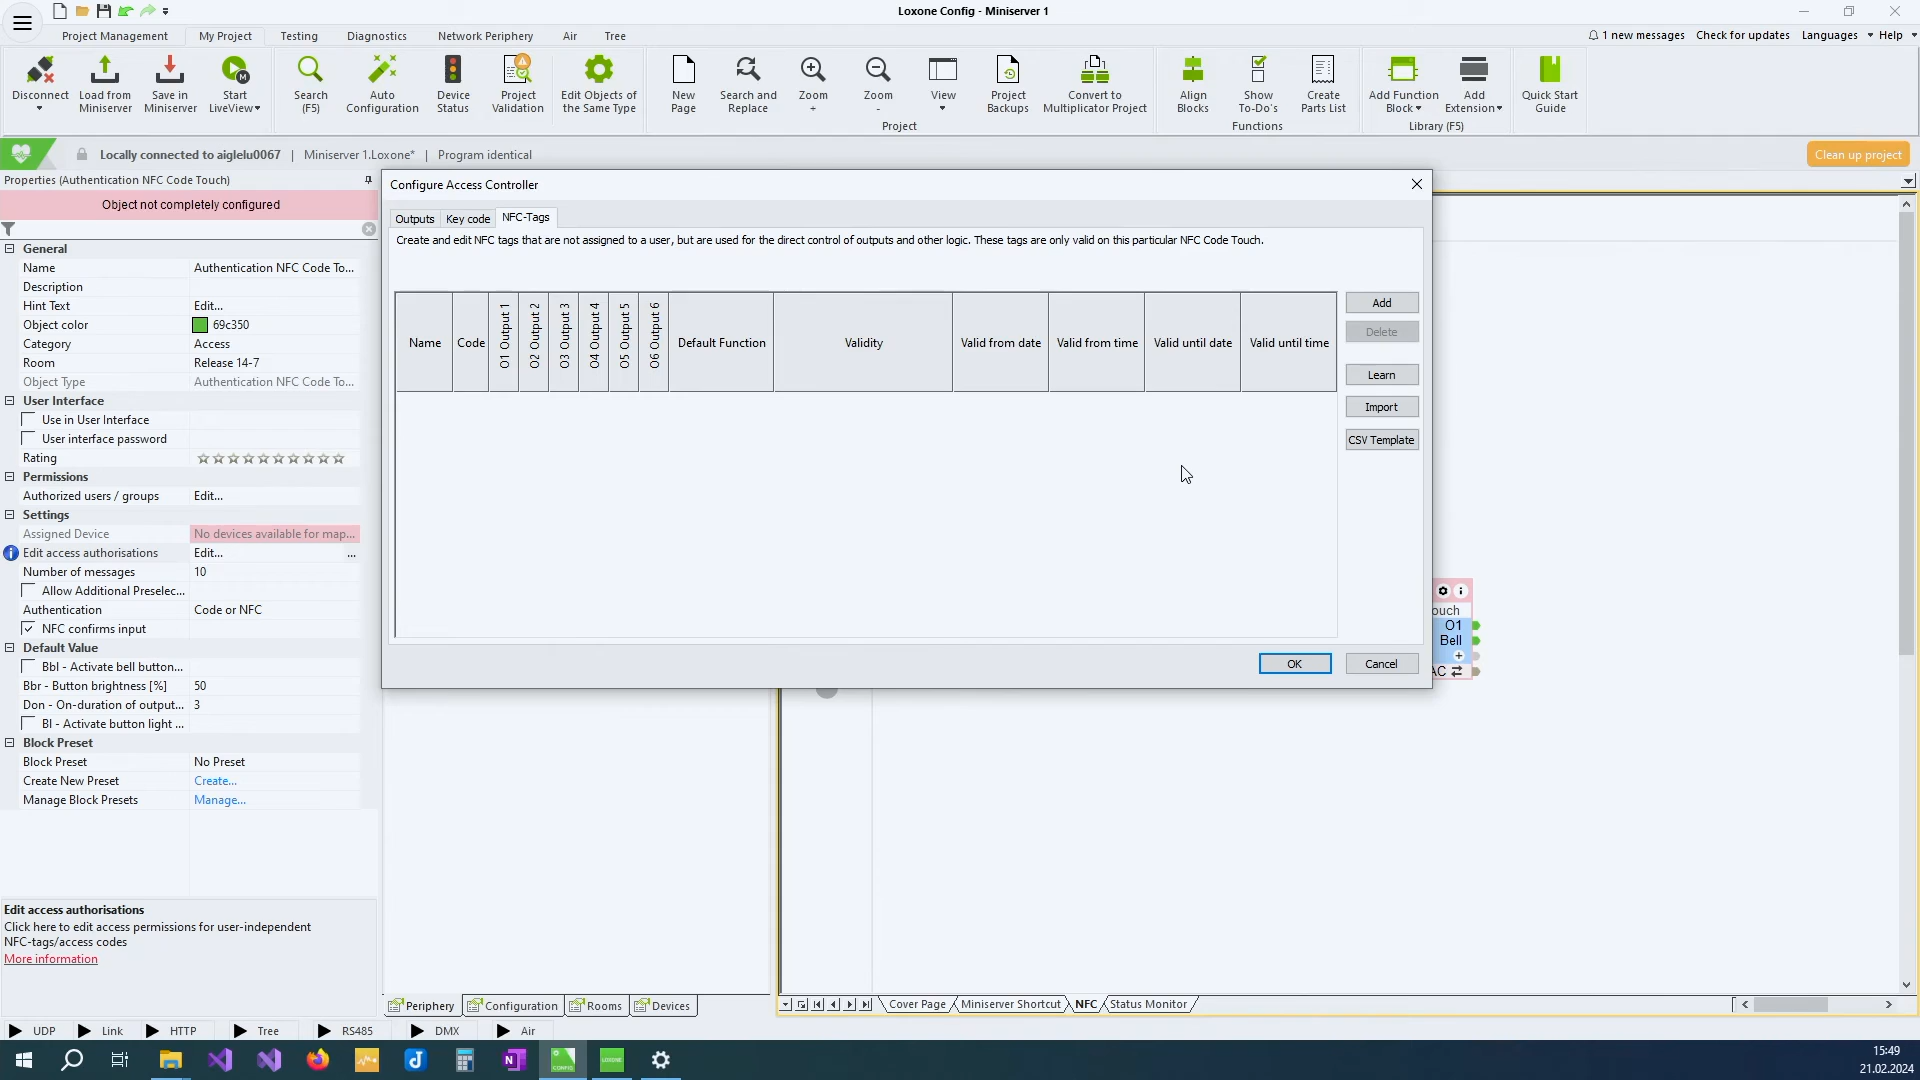 Loxone Config - Miniserver 1
Project Management
My Project
Testing
Diagnostics
Network Periphery
Air
Tree
1 new messages
Check for updates
Languages
Help
Disconnect
Load from
Miniserver
Save in
Miniserver
Start
LiveView
Search
(F5)
Auto
Configuration
Device
Status
Project
Validation
Edit Objects of
the Same Type
New
Page
Search and
Replace
Zoom
+
Zoom
-
View
Project
Backups
Convert to
Multiplicator Project
Align
Blocks
Show
To-Do's
Create
Parts List
Add Function
Block
Add
Extension
Quick Start
Guide
Project
Functions
Library (F5)
Locally connected to aiglelu0067 | Miniserver 1.Loxone* | Program identical
Clean up project
Properties (Authentication NFC Code Touch)
Object not completely configured
General
Name Authentication NFC Code To...
Description
Hint Text Edit...
Object color 69c350
Category Access
Room Release 14-7
Object Type Authentication NFC Code To...
User Interface
Use in User Interface
User interface password
Rating
Permissions
Authorized users / groups Edit...
Settings
Assigned Device No devices available for map...
Edit access authorisations Edit... ...
Number of messages 10
Allow Additional Preselec...
Authentication Code or NFC
NFC confirms input
Default Value
Bbl - Activate bell button...
Bbr - Button brightness [%] 50
Don - On-duration of output... 3
Bl - Activate button light ...
Block Preset
Block Preset No Preset
Create New Preset Create...
Manage Block Presets Manage...
Edit access authorisations
Click here to edit access permissions for user-independent
NFC-tags/access codes
More information
Configure Access Controller
Outputs
Key code
NFC-Tags
Create and edit NFC tags that are not assigned to a user, but are used for the direct control of outputs and other logic. These tags are only valid on this particular NFC Code Touch.
Name
Code
O1 Output 1
O2 Output 2
O3 Output 3
O4 Output 4
O5 Output 5
O6 Output 6
Default Function
Validity
Valid from date
Valid from time
Valid until date
Valid until time
Add
Delete
Learn
Import
CSV Template
OK
Cancel
ouch
O1
Bell
AC
Periphery
Configuration
Rooms
Devices
Cover Page
Miniserver Shortcut
NFC
Status Monitor
UDP
Link
HTTP
Tree
RS485
DMX
Air
CONFIG
LOXONE
15:49
21.02.2024